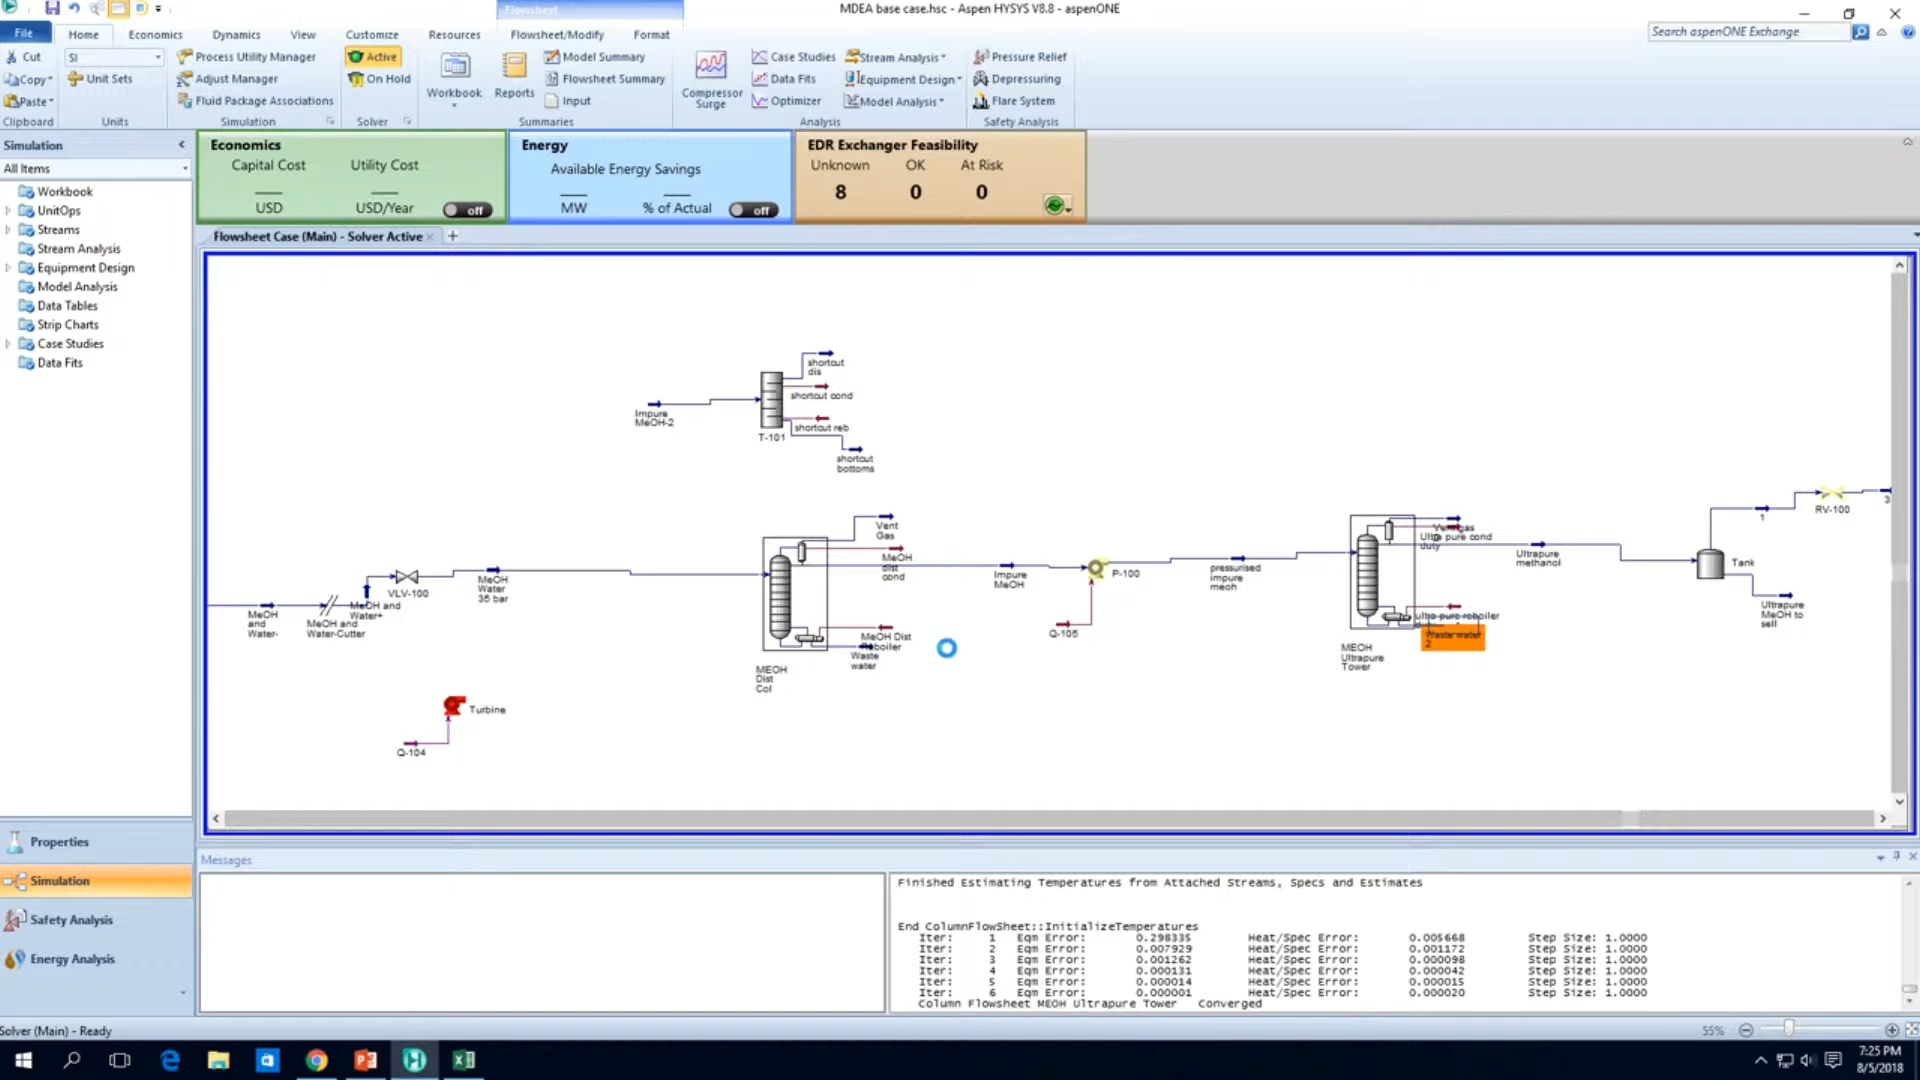 Flowsheet
MDEA base case.hsc - Aspen HYSYS V8.8 - aspenONE
File
Home
Economics
Dynamics
View
Customize
Resources
Flowsheet/Modify
Format
Search aspenONE Exchange
Cut
Copy
Paste
Clipboard
SI
Unit Sets
Units
Process Utility Manager
Adjust Manager
Fluid Package Associations
Simulation
Active
On Hold
Solver
Workbook
Reports
Model Summary
Flowsheet Summary
Input
Summaries
Compressor
Surge
Case Studies
Data Fits
Optimizer
Stream Analysis
Equipment Design
Model Analysis
Analysis
Pressure Relief
Depressuring
Flare System
Safety Analysis
Simulation
All Items
Workbook
UnitOps
Streams
Stream Analysis
Equipment Design
Model Analysis
Data Tables
Strip Charts
Case Studies
Data Fits
Properties
Simulation
Safety Analysis
Energy Analysis
Economics
Capital Cost
Utility Cost
USD
USD/Year
off
Energy
Available Energy Savings
MW
% of Actual
off
EDR Exchanger Feasibility
Unknown
OK
At Risk
8
0
0
Flowsheet Case (Main) - Solver Active
shortcut
dis
shortcut cond
Impure
MeOH-2
T-101
shortcut reb
shortcut
bottoms
MeOH
and
Water-
MeOH and
Water-Cutter
MeOH and
Water+
VLV-100
MeOH
Water
35 bar
Turbine
Q-104
Vent
Gas
MeOH
dist
cond
MeOH Dist
Reboiler
Waste
water
MEOH
Dist
Col
Impure
MeOH
P-100
Q-105
pressurised
impure
meoh
Ultra pure cond
duty
ultra pure reboiler
Waste water
2
MEOH
Ultrapure
Tower
Ultrapure
methanol
1
RV-100
3
Tank
Ultrapure
MeOH to
sell
Messages
Finished Estimating Temperatures from Attached Streams, Specs and Estimates
End ColumnFlowSheet::InitializeTemperatures
Iter: 1 Eqm Error: 0.298335 Heat/Spec Error: 0.005668 Step Size: 1.0000
Iter: 2 Eqm Error: 0.007929 Heat/Spec Error: 0.001172 Step Size: 1.0000
Iter: 3 Eqm Error: 0.001262 Heat/Spec Error: 0.000098 Step Size: 1.0000
Iter: 4 Eqm Error: 0.000131 Heat/Spec Error: 0.000042 Step Size: 1.0000
Iter: 5 Eqm Error: 0.000014 Heat/Spec Error: 0.000015 Step Size: 1.0000
Iter: 6 Eqm Error: 0.000001 Heat/Spec Error: 0.000020 Step Size: 1.0000
Column Flowsheet MEOH Ultrapure Tower Converged
Solver (Main) - Ready
55%
7:25 PM
8/5/2018